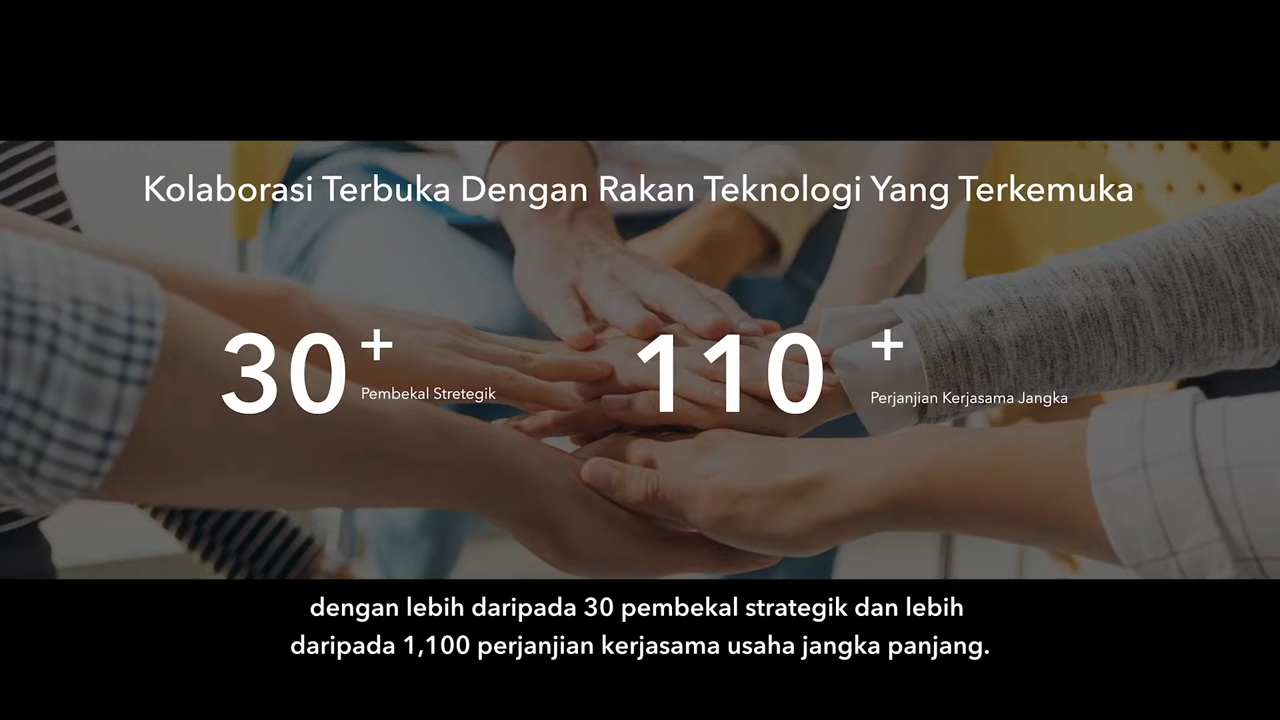 Kolaborasi Terbuka Dengan Rakan Teknologi Yang Terkemuka
30+
Pembekal Stretegik
110 +
Perjanjian Kerjasama Jangka
dengan lebih daripada 30 pembekal strategik dan lebih
daripada 1,100 perjanjian kerjasama usaha jangka panjang.